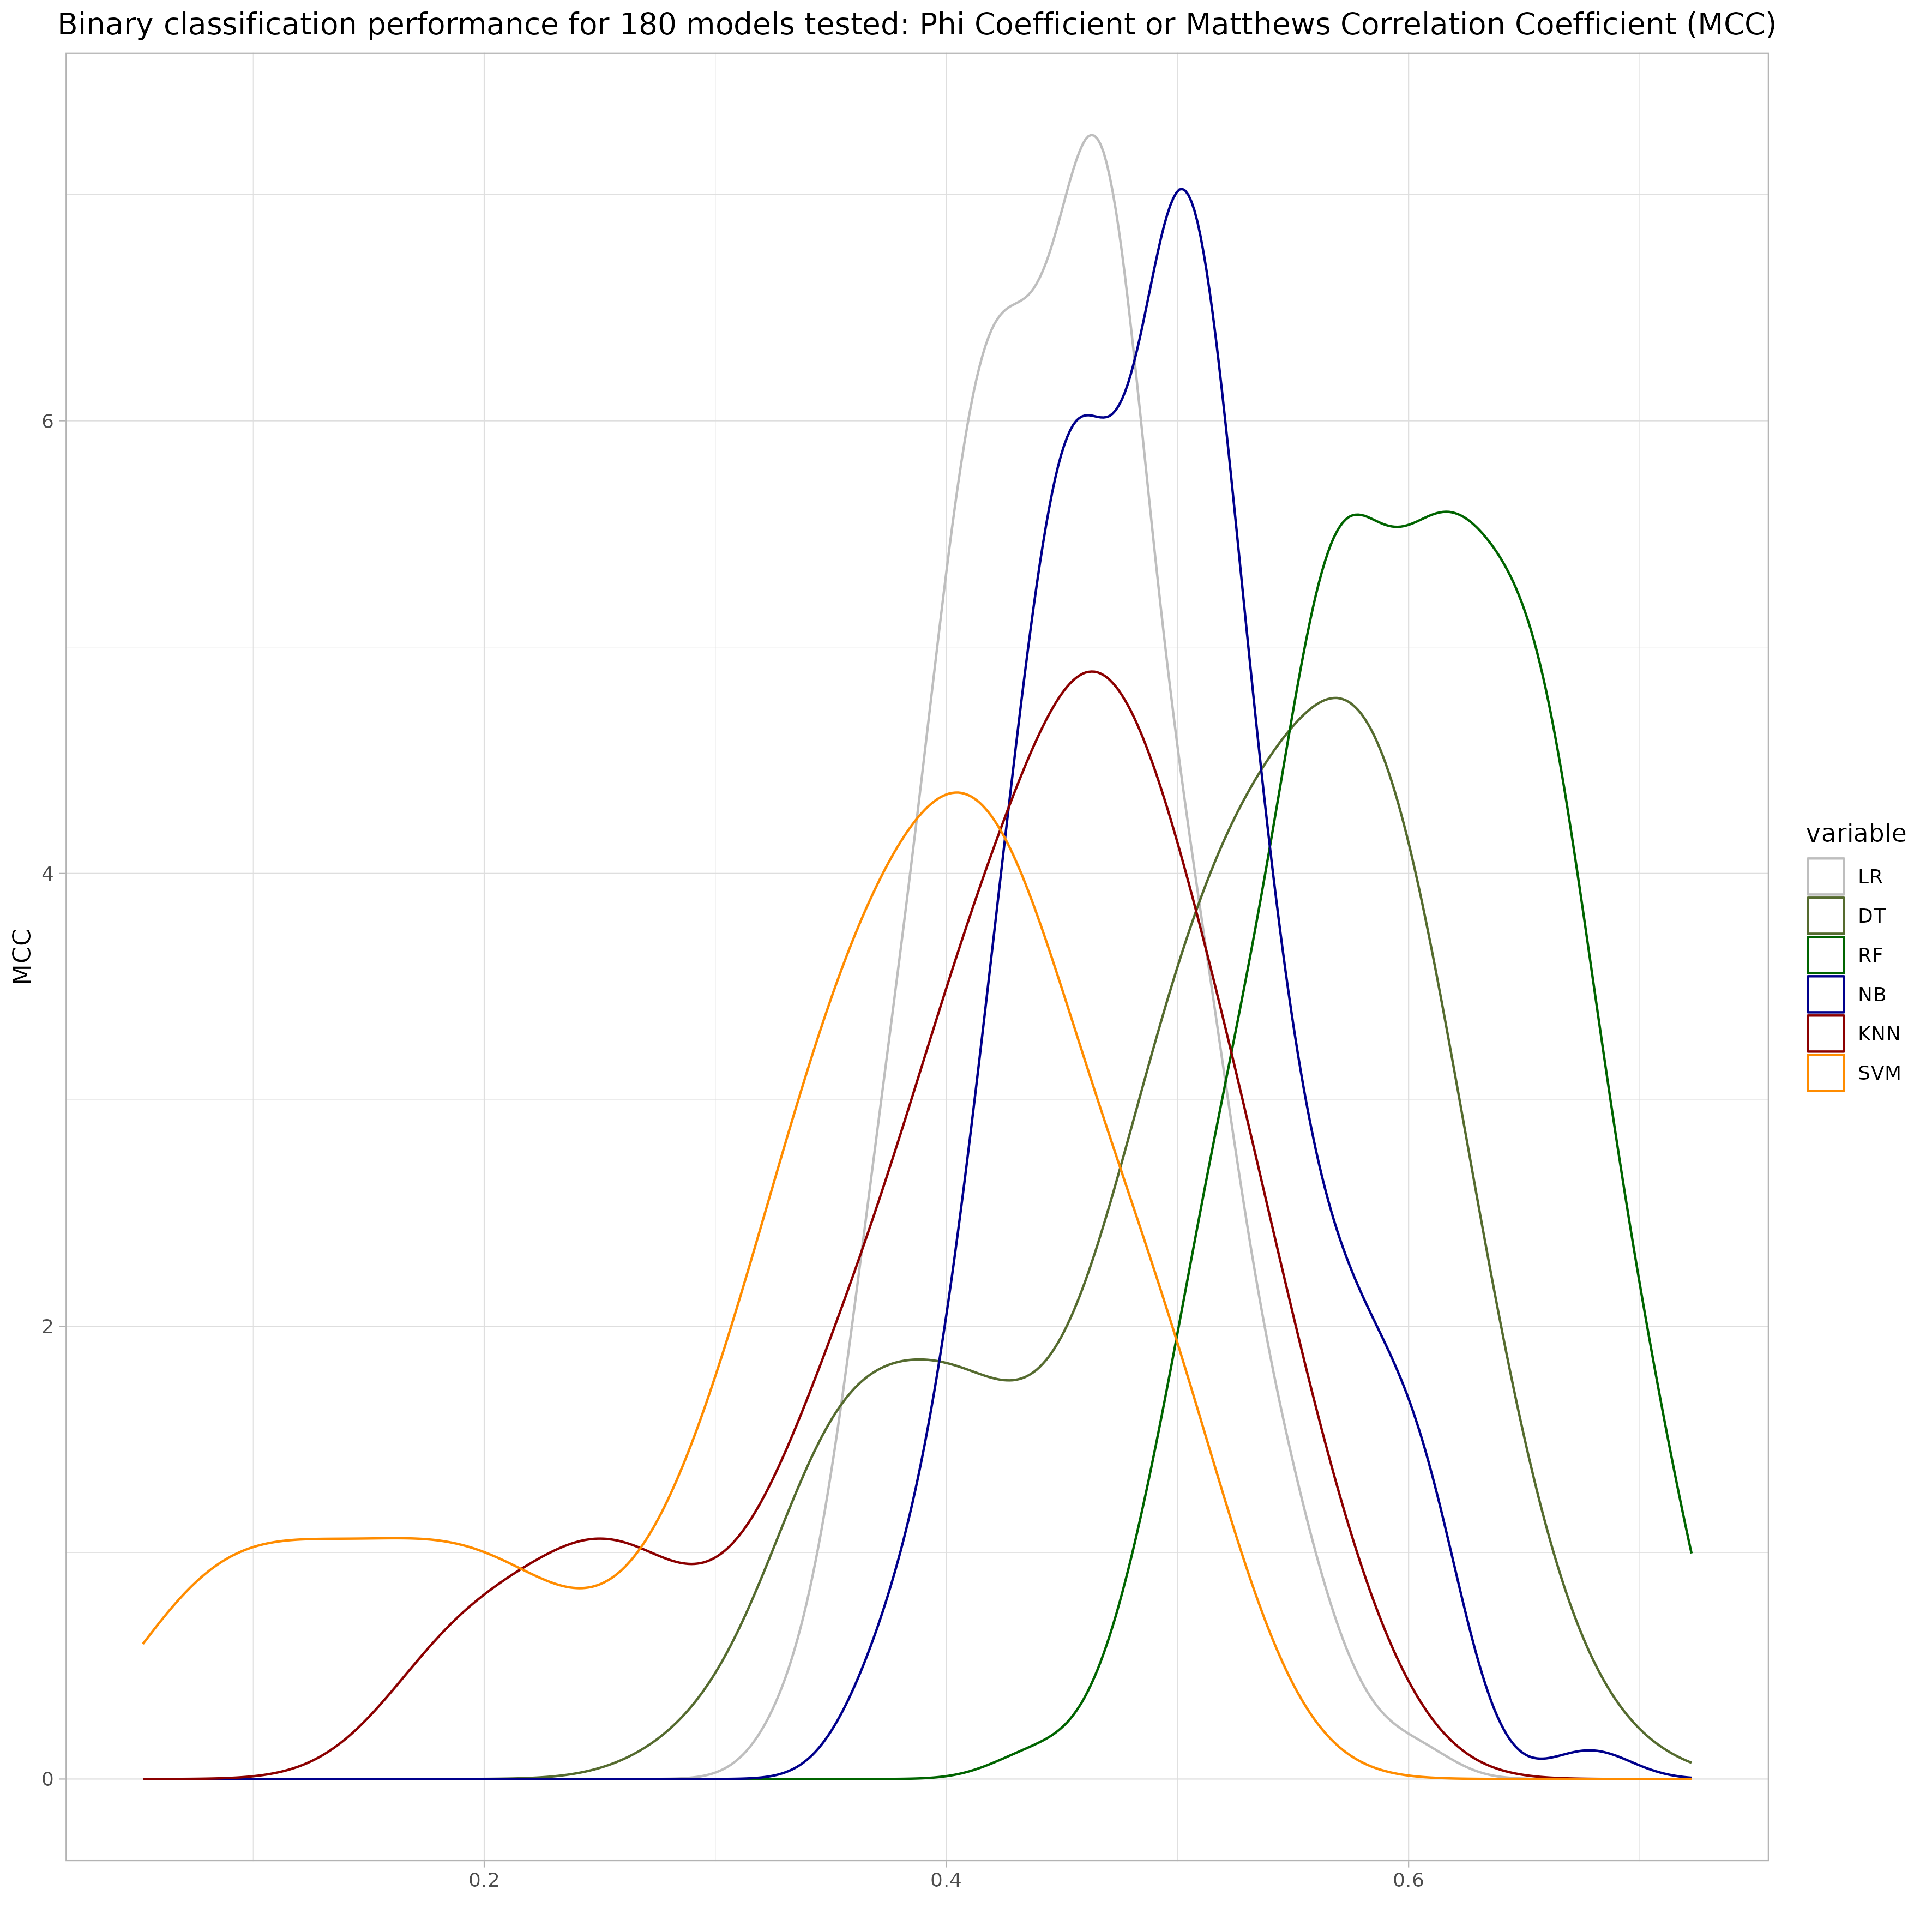 Binary classification performance for 180 models tested: Phi Coefficient or Matthews Correlation Coefficient (MCC)
6
4
2
0
MCC
0.2
0.4
0.6
variable
LR
DT
RF
NB
KNN
SVM